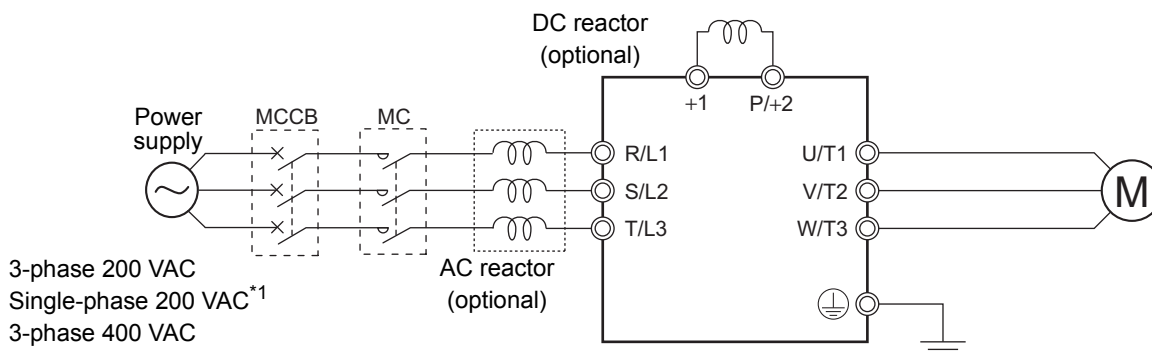 DC reactor
(optional)
+1
P/+2
Power
supply
MCCB
MC
R/L1
S/L2
T/L3
U/T1
V/T2
W/T3
M
AC reactor
(optional)
3-phase 200 VAC
Single-phase 200 VAC*1
3-phase 400 VAC